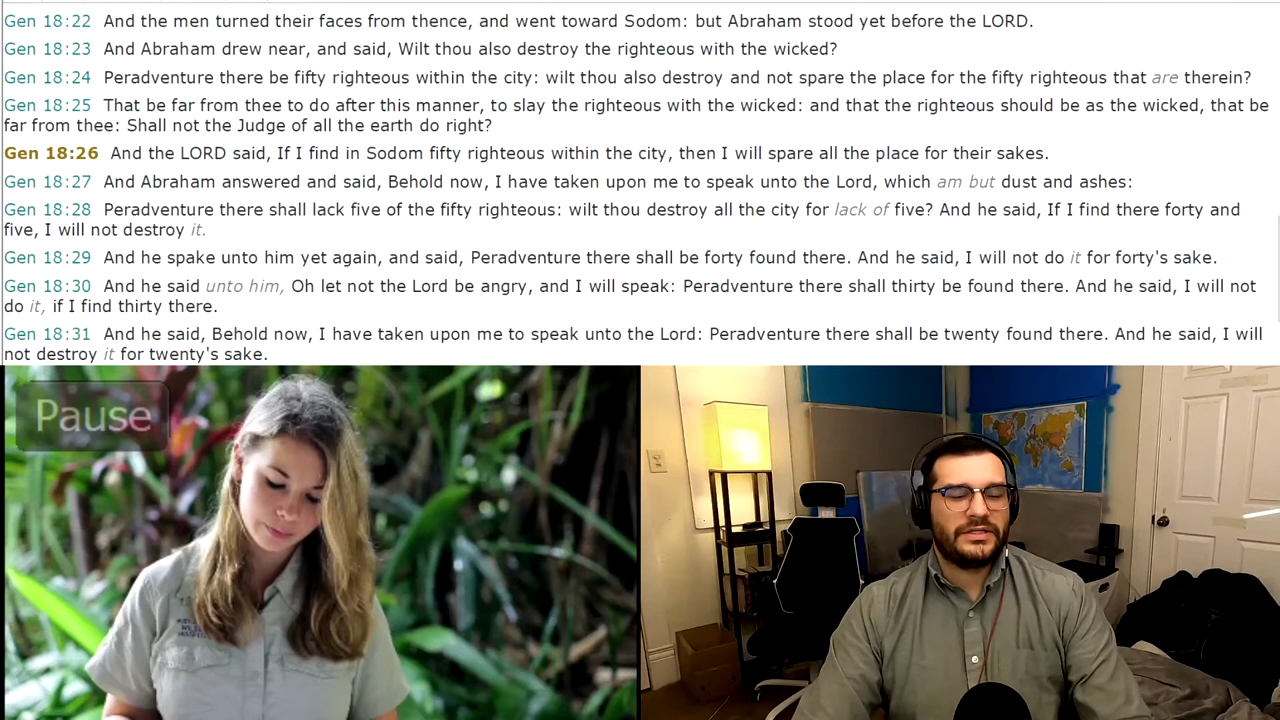 Gen 18:22 And the men turned their faces from thence, and went toward Sodom: but Abraham stood yet before the LORD.
Gen 18:23 And Abraham drew near, and said, Wilt thou also destroy the righteous with the wicked?
Gen 18:24 Peradventure there be fifty righteous within the city: wilt thou also destroy and not spare the place for the fifty righteous that are therein?
Gen 18:25 That be far from thee to do after this manner, to slay the righteous with the wicked: and that the righteous should be as the wicked, that be
far from thee: Shall not the Judge of all the earth do right?
Gen 18:26 And the LORD said, If I find in Sodom fifty righteous within the city, then I will spare all the place for their sakes.
Gen 18:27 And Abraham answered and said, Behold now, I have taken upon me to speak unto the Lord, which am but dust and ashes:
Gen 18:28 Peradventure there shall lack five of the fifty righteous: wilt thou destroy all the city for lack of five? And he said, If I find there forty and
five, I will not destroy it.
Gen 18:29 And he spake unto him yet again, and said, Peradventure there shall be forty found there. And he said, I will not do it for forty's sake.
Gen 18:30 And he said unto him, Oh let not the Lord be angry, and I will speak: Peradventure there shall thirty be found there. And he said, I will not
do it, if I find thirty there.
Gen 18:31 And he said, Behold now, I have taken upon me to speak unto the Lord: Peradventure there shall be twenty found there. And he said, I will
not destroy it for twenty's sake.
Pause